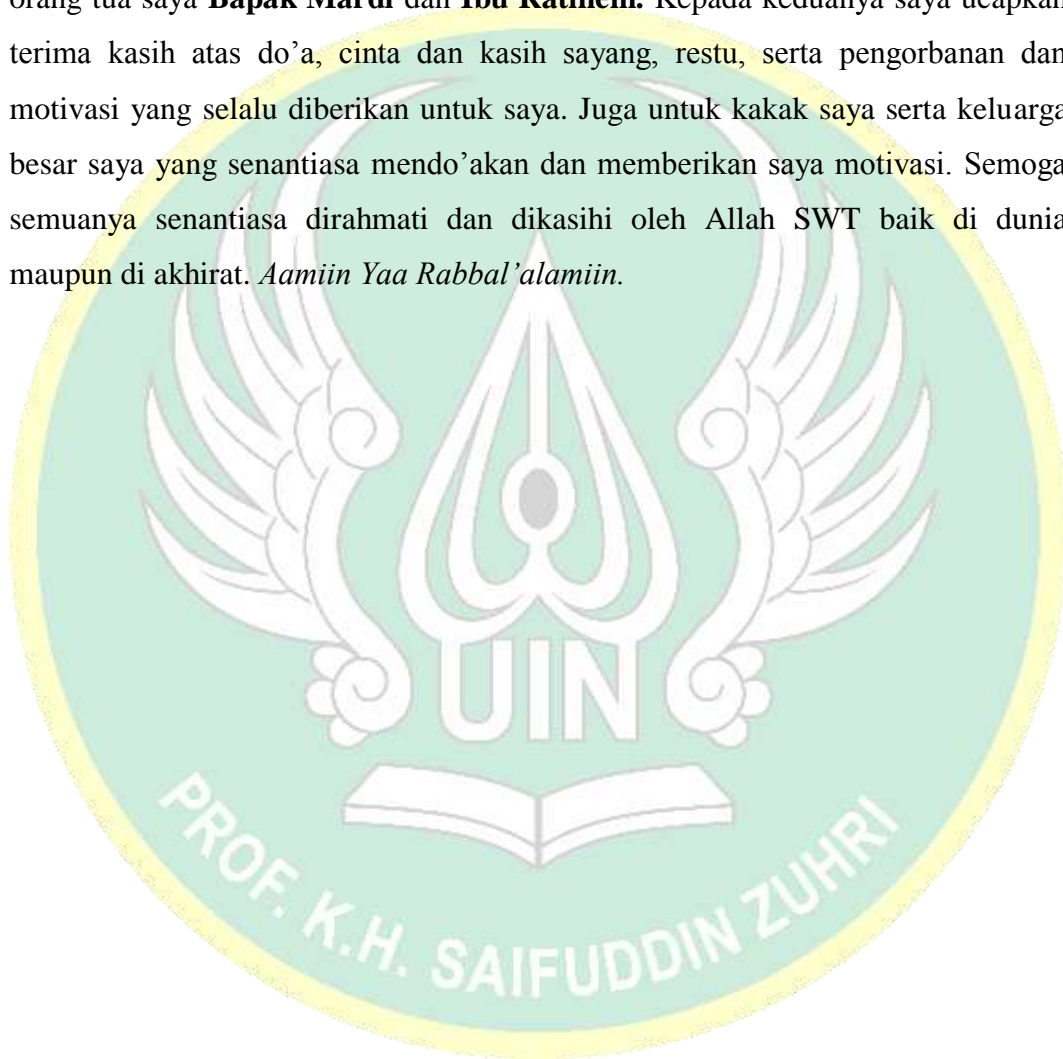 orang tua saya Bapak Mardi dan Ibu Ratinem. Kepada keduanya saya ucapkan
terima kasih atas do’a, cinta dan kasih sayang, restu, serta pengorbanan dan
motivasi yang selalu diberikan untuk saya. Juga untuk kakak saya serta keluarga
besar saya yang senantiasa mendo’akan dan memberikan saya motivasi. Semoga
semuanya senantiasa dirahmati dan dikasihi oleh Allah SWT baik di dunia
maupun di akhirat. Aamiin Yaa Rabbal’alamiin.
UIN
PROF. K.H. SAIFUDDIN ZUHRI